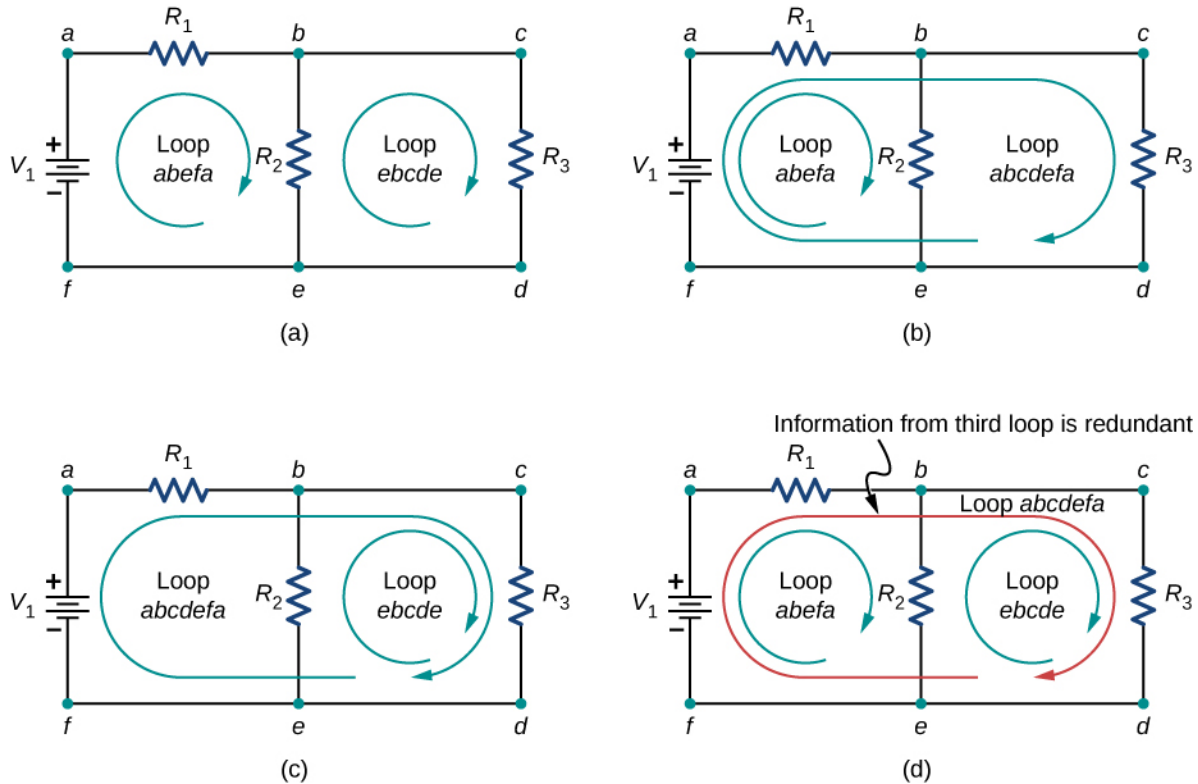 a R₁ b c
+ V₁ −
Loop
abefa
R₂
Loop
ebcde
R₃
f e d
(a)
a R₁ b c
+ V₁ −
Loop
abefa
R₂
Loop
abcdefa
R₃
f e d
(b)
a R₁ b c
+ V₁ −
Loop
abcdefa
R₂
Loop
ebcde
R₃
f e d
(c)
Information from third loop is redundant
a R₁ b c
Loop abcdefa
+ V₁ −
Loop
abefa
R₂
Loop
ebcde
R₃
f e d
(d)